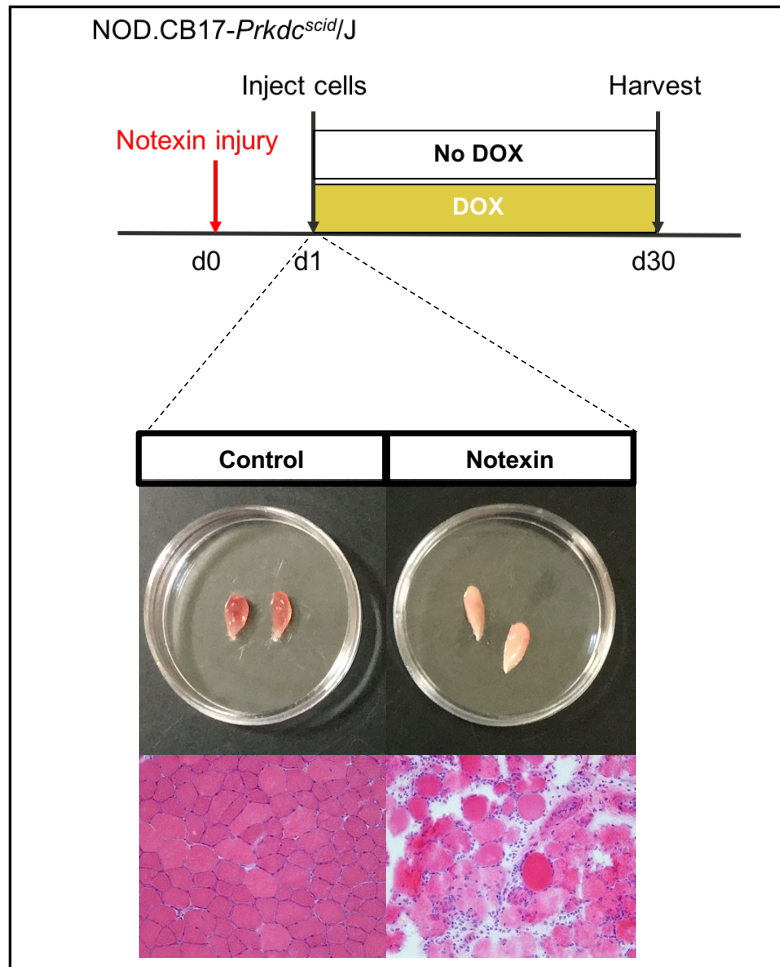 NOD.CB17-Prkdcscid/J
Inject cells
Harvest
Notexin injury
No DOX
DOX
d0
d1
d30
Control
Notexin